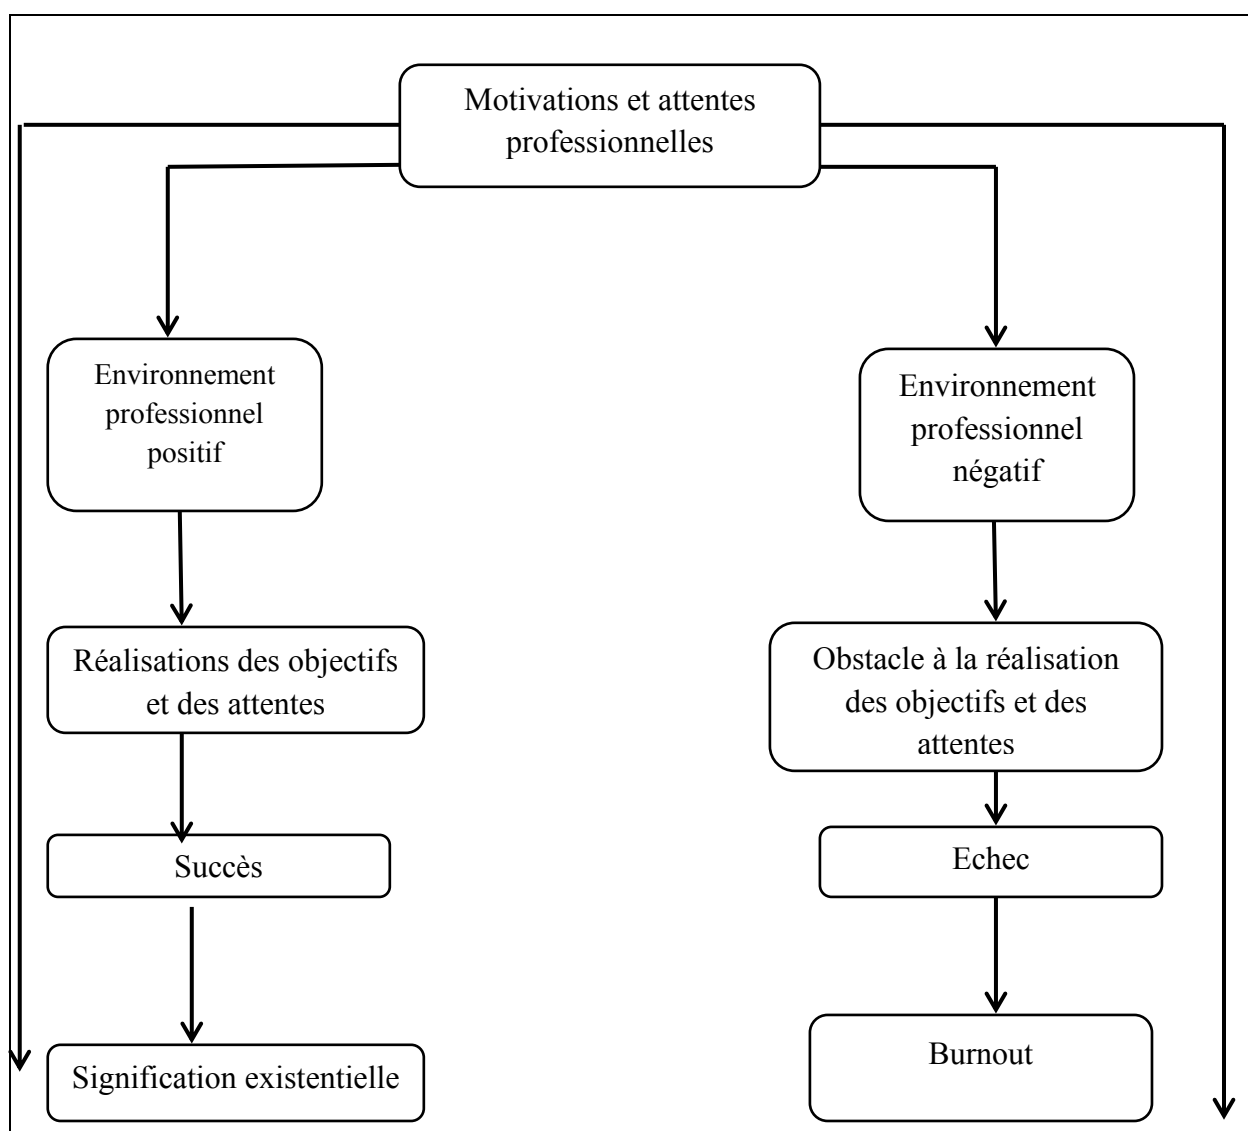 Motivations et attentes
professionnelles
Environnement
professionnel
positif
Environnement
professionnel
négatif
Réalisations des objectifs
et des attentes
Obstacle à la réalisation
des objectifs et des
attentes
Succès
Echec
Signification existentielle
Burnout